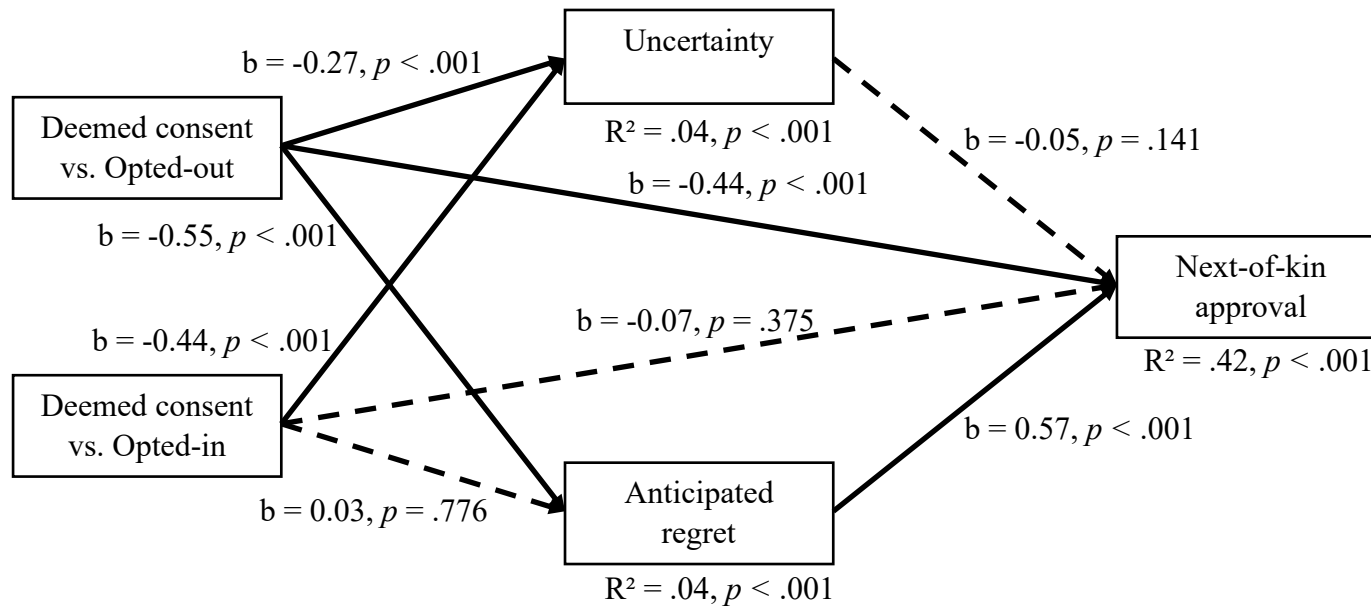 Uncertainty
b = -0.27, p < .001
Deemed consent
vs. Opted-out
R² = .04, p < .001
b = -0.05, p = .141
b = -0.44, p < .001
b = -0.55, p < .001
Next-of-kin
approval
b = -0.07, p = .375
b = -0.44, p < .001
R² = .42, p < .001
Deemed consent
vs. Opted-in
b = 0.57, p < .001
Anticipated
regret
b = 0.03, p = .776
R² = .04, p < .001